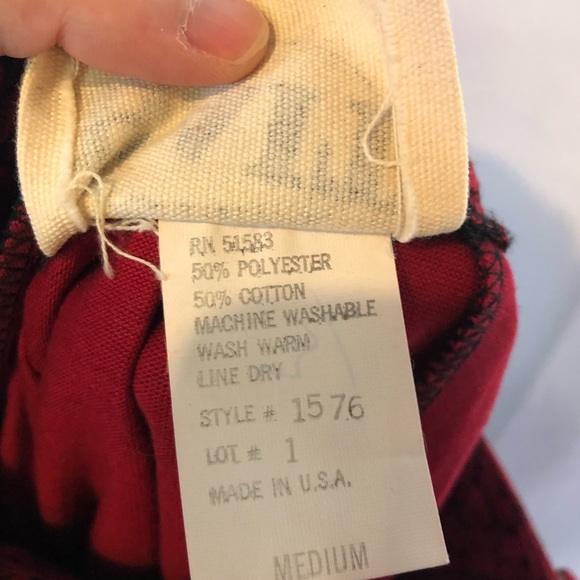 RN 51583
50% POLYESTER
50% COTTON
MACHINE WASHABLE
WASH WARM
LINE DRY
STYLE # 1576
LOT # 1
MADE IN U.S.A.
MEDIUM